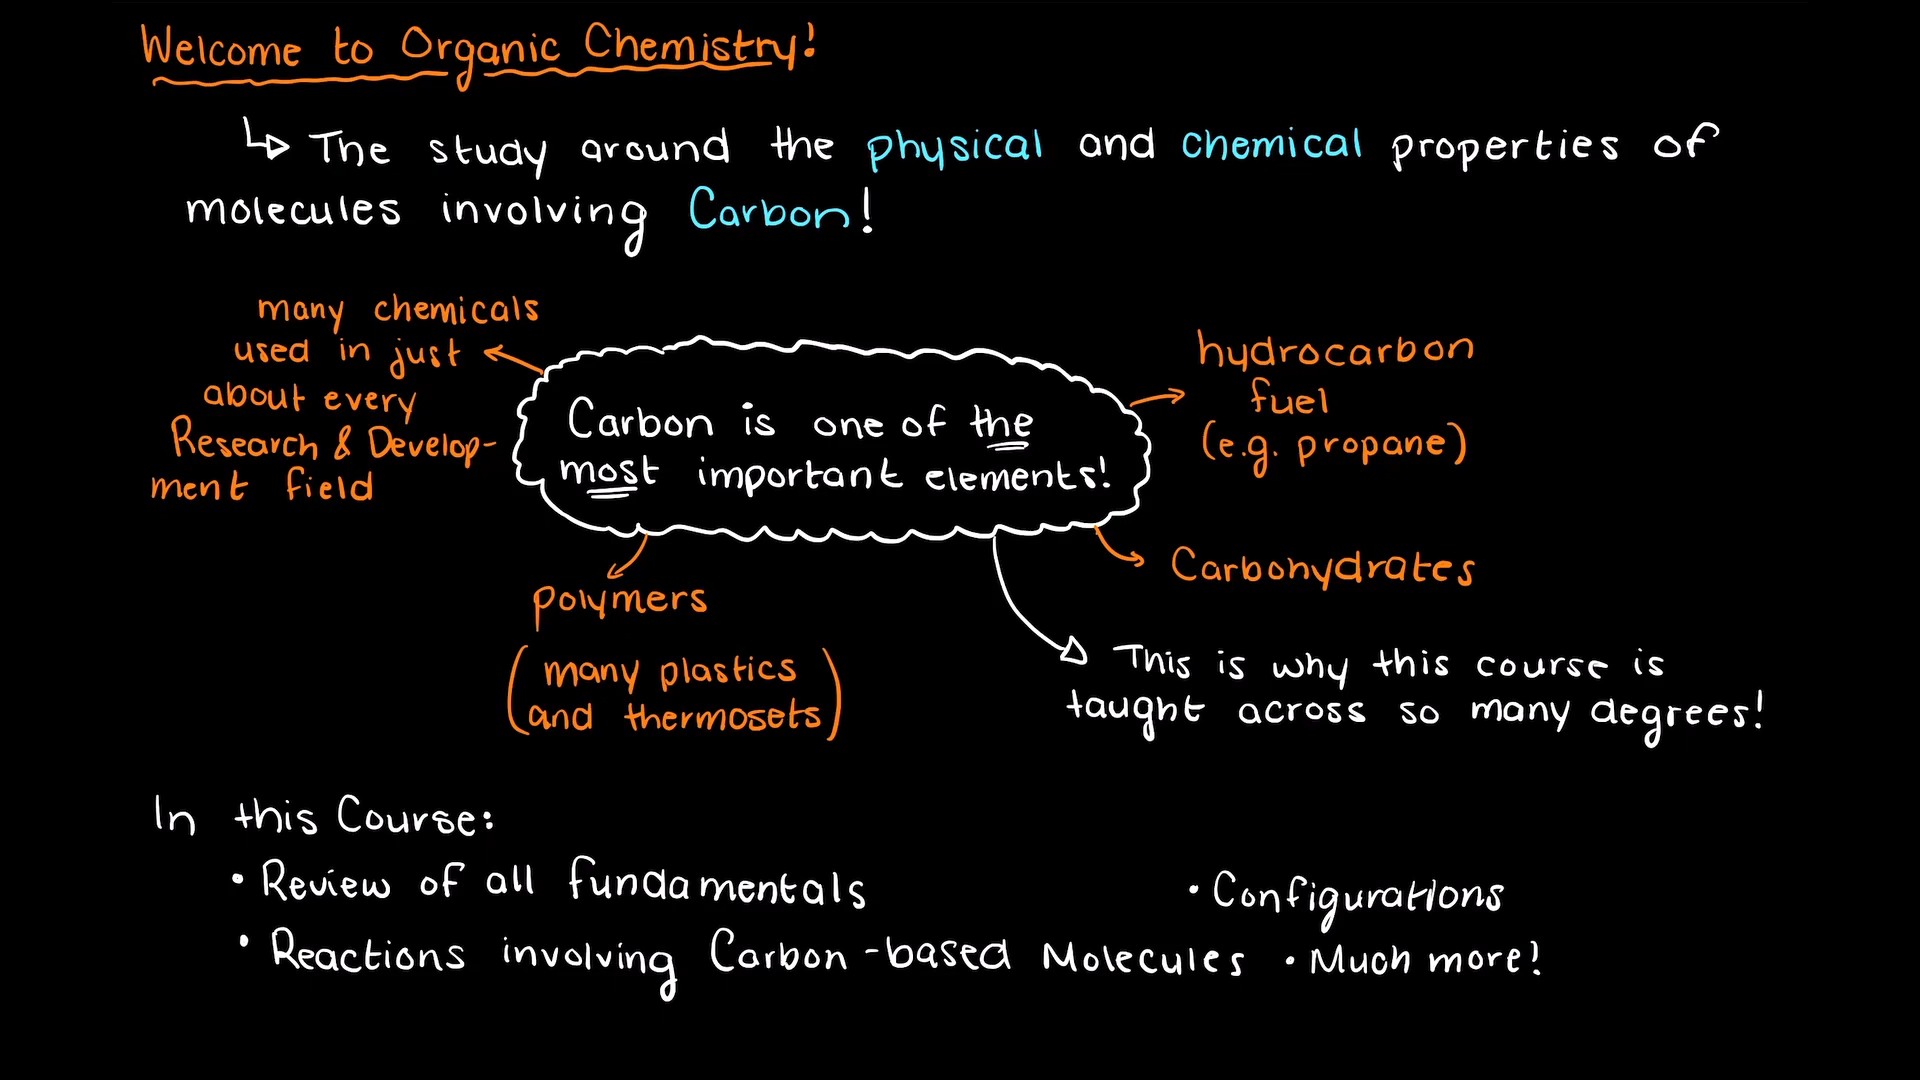 Welcome to Organic Chemistry!
The study around the physical and chemical properties of
molecules involving Carbon!
many chemicals
used in just
about every
Research & Develop-
ment field
Carbon is one of the
most important elements!
hydrocarbon
fuel
(e.g. propane)
Carbohydrates
polymers
(many plastics
and thermosets)
This is why this course is
taught across so many degrees!
In this Course:
• Review of all fundamentals
• Configurations
• Reactions involving Carbon-based Molecules
• Much more!